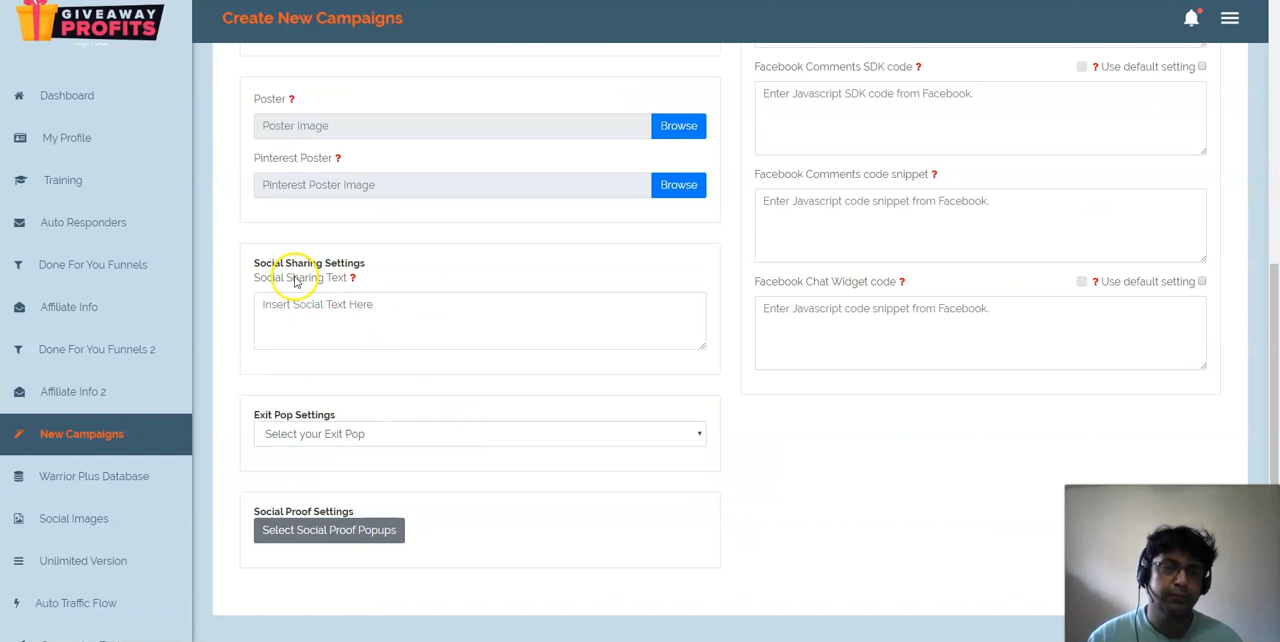 GIVEAWAY
PROFITS
Create New Campaigns
Dashboard
My Profile
Training
Auto Responders
Done For You Funnels
Affiliate Info
Done For You Funnels 2
Affiliate Info 2
New Campaigns
Warrior Plus Database
Social Images
Unlimited Version
Auto Traffic Flow
Poster ?
Poster Image
Browse
Pinterest Poster ?
Pinterest Poster Image
Browse
Social Sharing Settings
Social Sharing Text ?
Insert Social Text Here
Exit Pop Settings
Select your Exit Pop
Social Proof Settings
Select Social Proof Popups
Facebook Comments SDK code ?
? Use default setting
Enter Javascript SDK code from Facebook.
Facebook Comments code snippet ?
Enter Javascript code snippet from Facebook.
Facebook Chat Widget code ?
? Use default setting
Enter Javascript code snippet from Facebook.